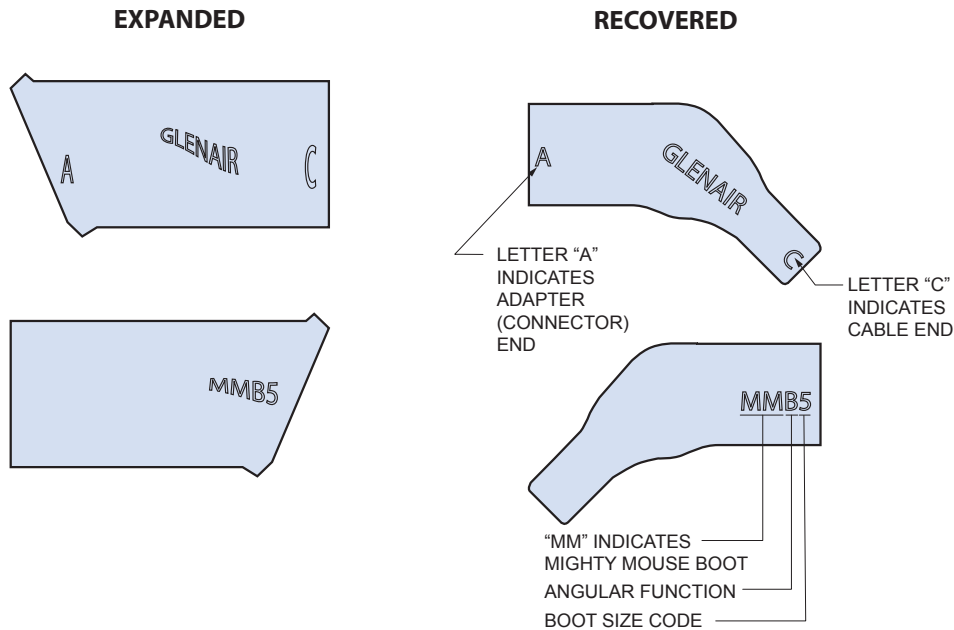 EXPANDED
RECOVERED
A
GLENAIR
C
A
GLENAIR
C
LETTER “A”
INDICATES
ADAPTER
(CONNECTOR)
END
LETTER “C”
INDICATES
CABLE END
MMB5
MMB5
“MM” INDICATES
MIGHTY MOUSE BOOT
ANGULAR FUNCTION
BOOT SIZE CODE